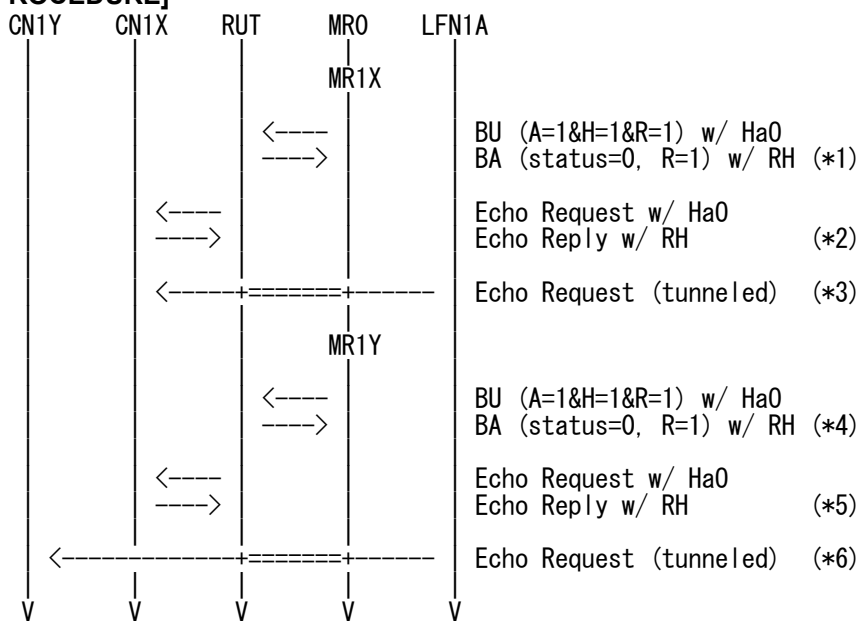 ROCEDURE]
CN1Y CN1X RUT MR0 LFN1A
MR1X
<---- BU (A=1&H=1&R=1) w/ HaO
----> BA (status=0, R=1) w/ RH (*1)
<---- Echo Request w/ HaO
----> Echo Reply w/ RH (*2)
<-----+======+------ Echo Request (tunneled) (*3)
MR1Y
<---- BU (A=1&H=1&R=1) w/ HaO
----> BA (status=0, R=1) w/ RH (*4)
<---- Echo Request w/ HaO
----> Echo Reply w/ RH (*5)
<------------+======+------ Echo Request (tunneled) (*6)
V V V V V